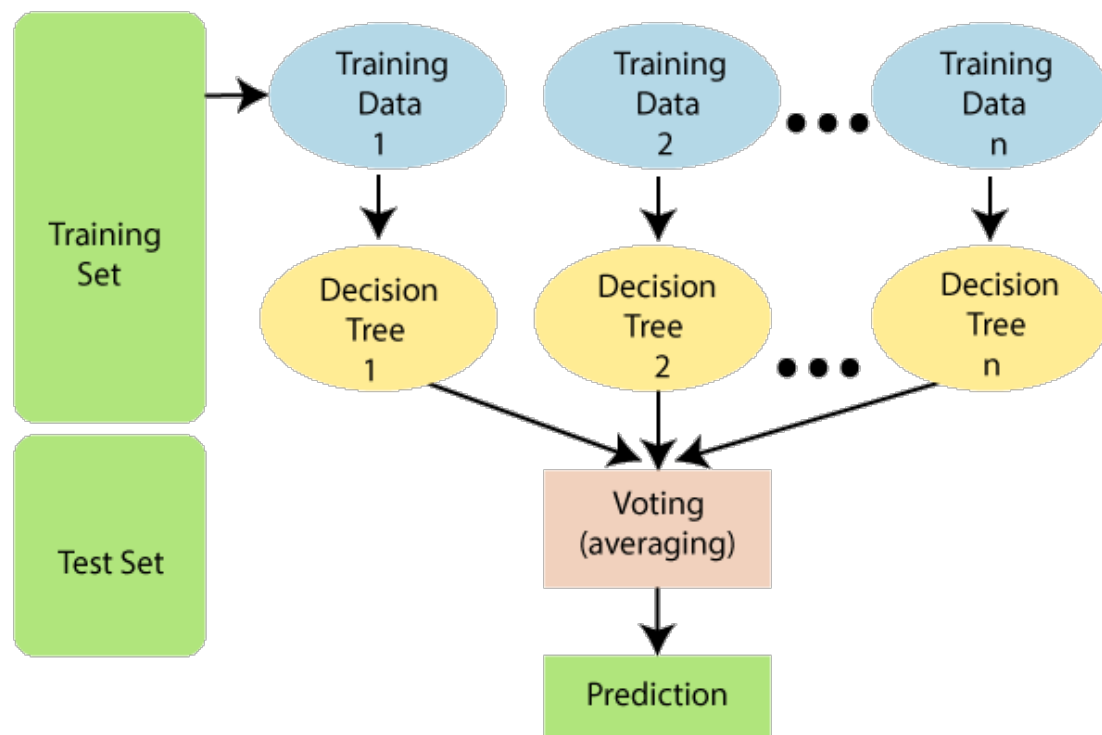 Training
Set
Training
Data
1
Training
Data
2
Training
Data
n
Decision
Tree
1
Decision
Tree
2
Decision
Tree
n
Test Set
Voting
(averaging)
Prediction